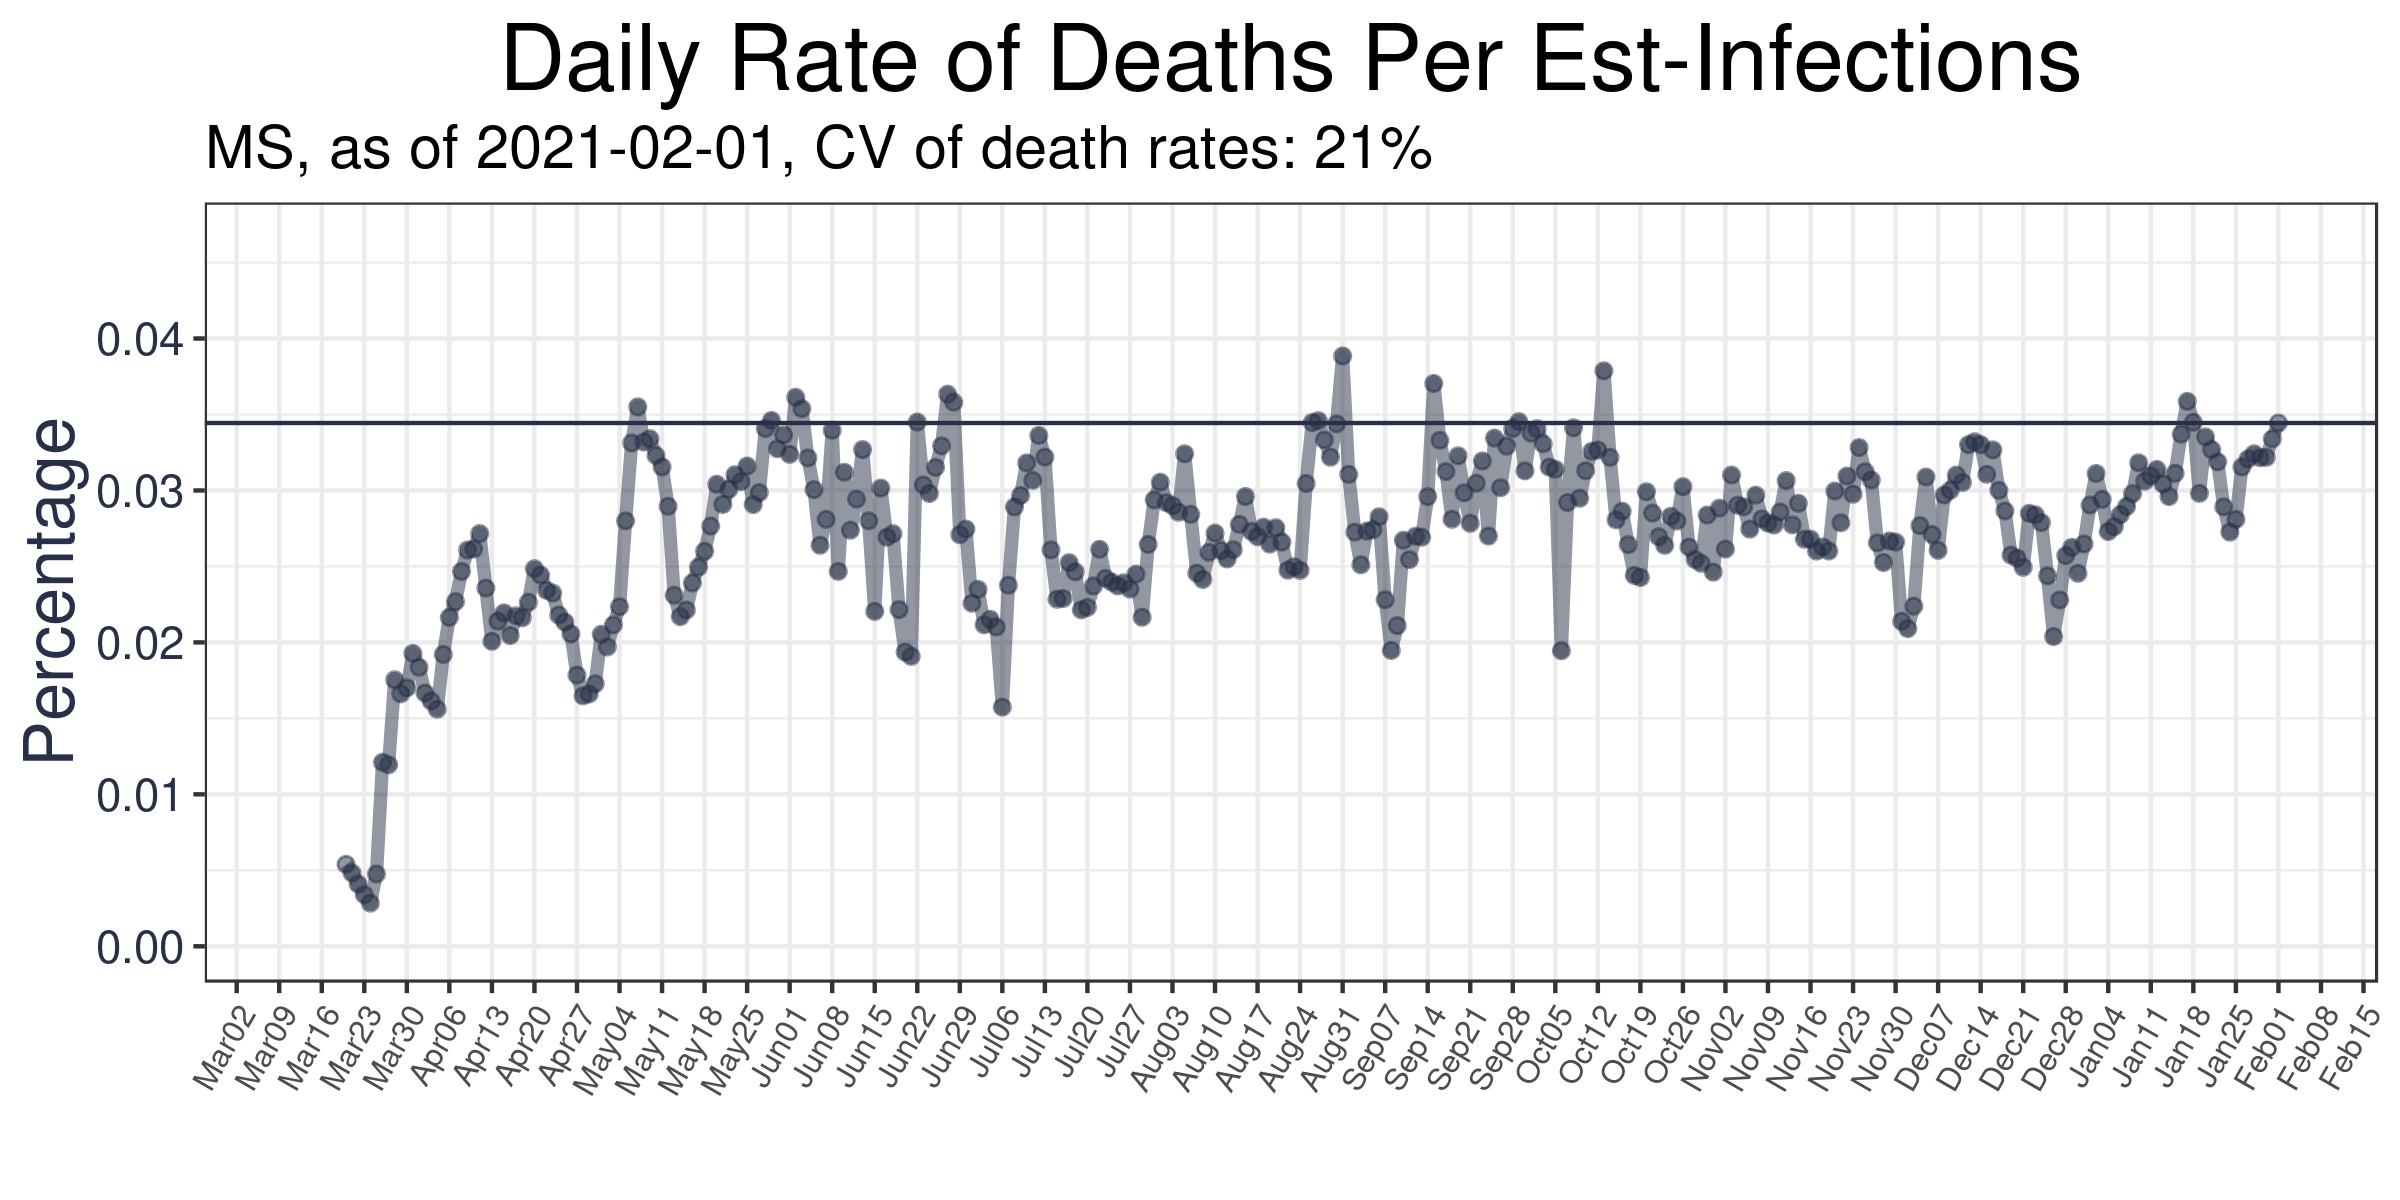 Daily Rate of Deaths Per Est-Infections
MS, as of 2021-02-01, CV of death rates: 21%
Percentage
0.04
0.03
0.02
0.01
0.00
Mar02
Mar09
Mar16
Mar23
Mar30
Apr06
Apr13
Apr20
Apr27
May04
May11
May18
May25
Jun01
Jun08
Jun15
Jun22
Jun29
Jul06
Jul13
Jul20
Jul27
Aug03
Aug10
Aug17
Aug24
Aug31
Sep07
Sep14
Sep21
Sep28
Oct05
Oct12
Oct19
Oct26
Nov02
Nov09
Nov16
Nov23
Nov30
Dec07
Dec14
Dec21
Dec28
Jan04
Jan11
Jan18
Jan25
Feb01
Feb08
Feb15